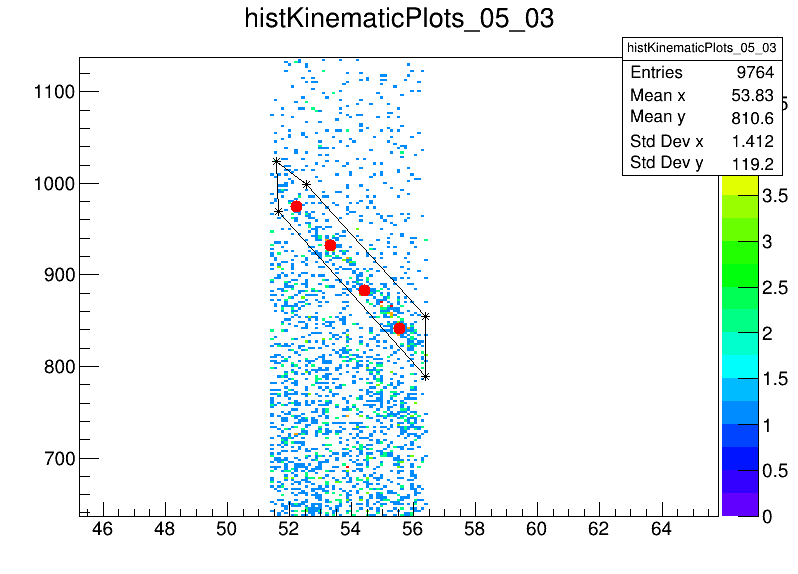 histKinematicPlots_05_03
histKinematicPlots_05_03
Entries 9764
Mean x 53.83
Mean y 810.6
Std Dev x 1.412
Std Dev y 119.2
1100
1000
900
800
700
5
3.5
3
2.5
2
1.5
1
0.5
0
46 48 50 52 54 56 58 60 62 64